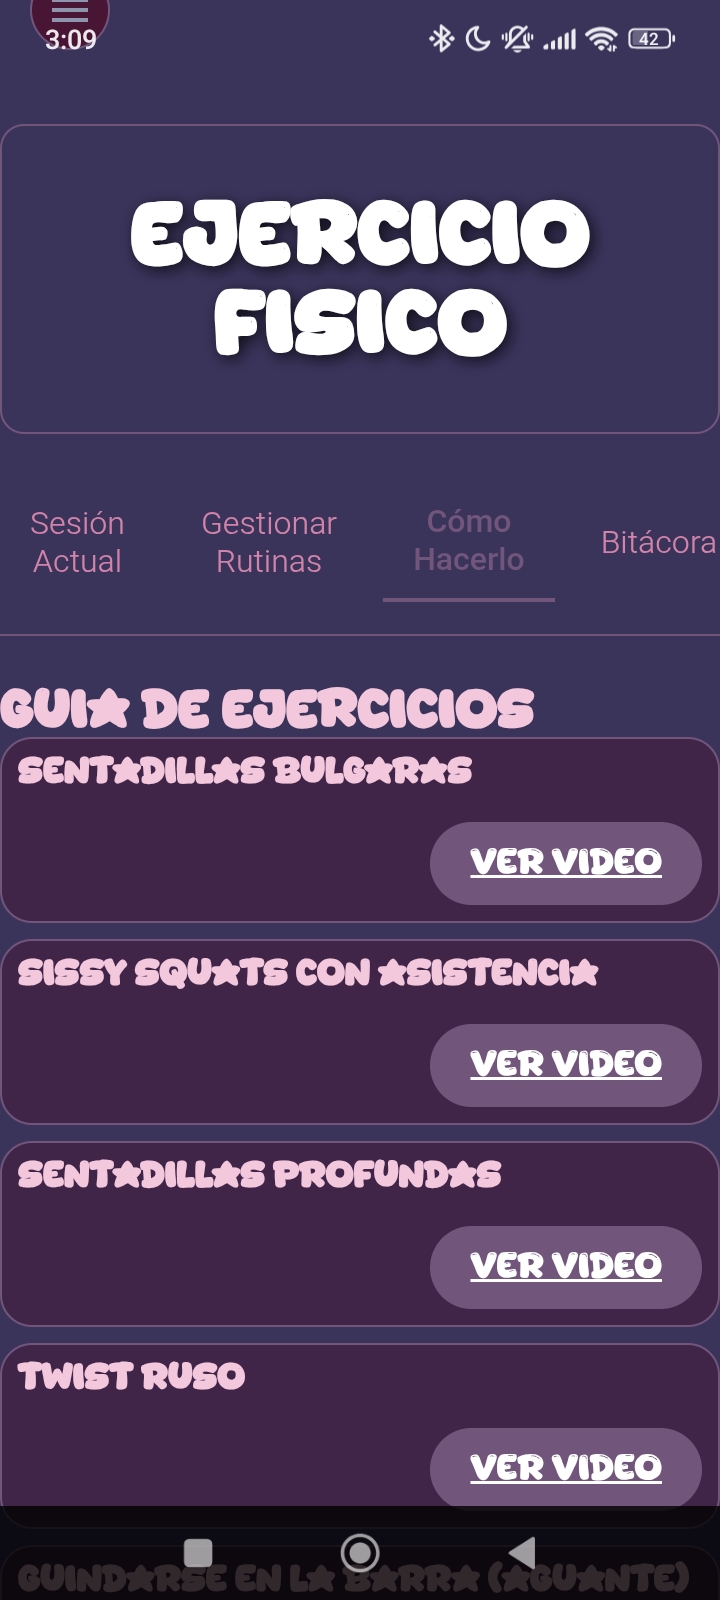 3:09
42
EJERCICIO
FISICO
Sesión
Actual
Gestionar
Rutinas
Cómo
Hacerlo
Bitácora
GUIA DE EJERCICIOS
SENTADILLAS BULGARAS
VER VIDEO
SISSY SQUATS CON ASISTENCIA
VER VIDEO
SENTADILLAS PROFUNDAS
VER VIDEO
TWIST RUSO
VER VIDEO
GUINDARSE EN LA BARRA (AGUANTE)